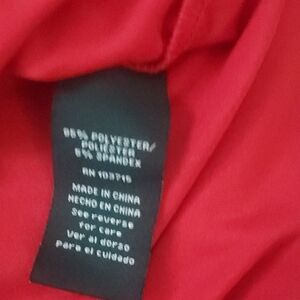 95% POLYESTER/
POLIESTER
5% SPANDEX
RN 103715
MADE IN CHINA
HECHO EN CHINA
See reverse
for care
Ver al dorso
para el cuidado